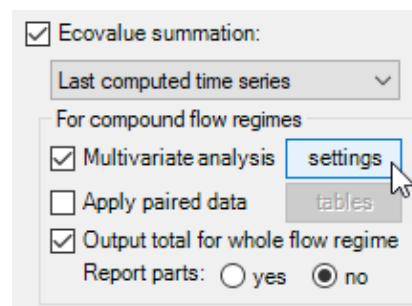 Ecovalue summation:
Last computed time series
For compound flow regimes
Multivariate analysis settings
Apply paired data tables
Output total for whole flow regime
Report parts: yes no